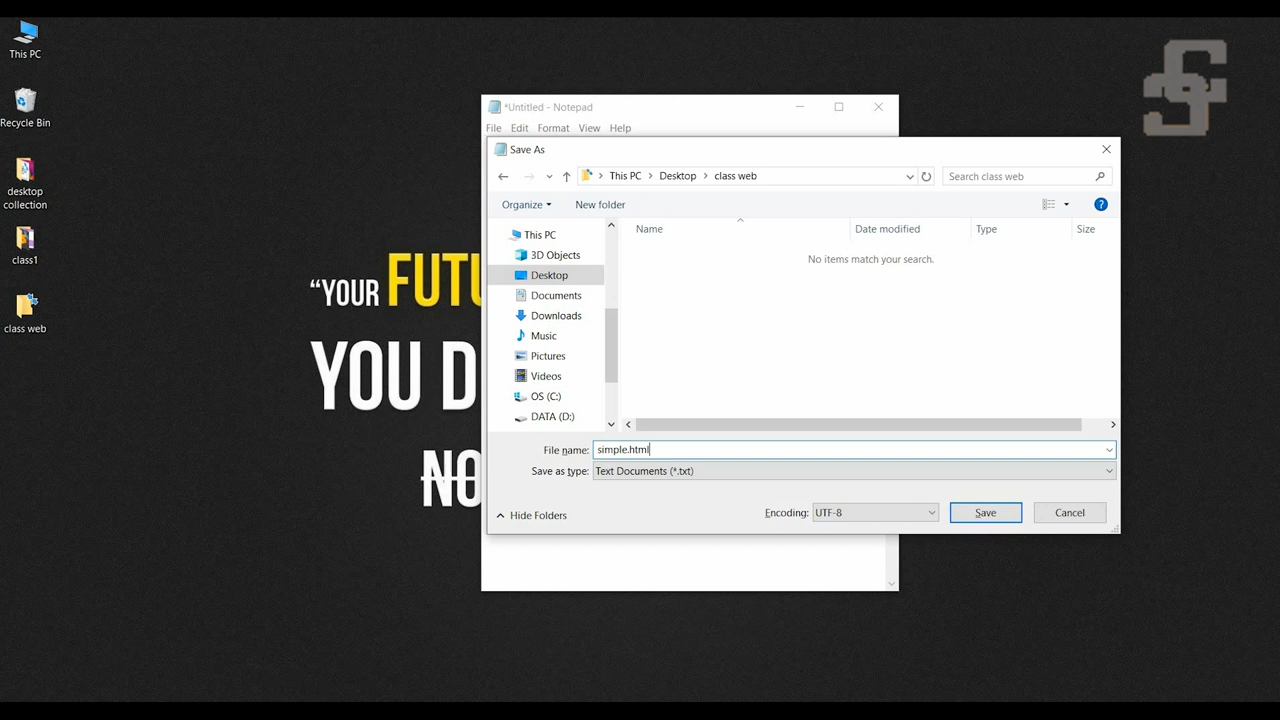 This PC
Recycle Bin
desktop
collection
class1
class web
“YOUR FUTU
YOU D
NO
*Untitled - Notepad
File Edit Format View Help
Save As
This PC > Desktop > class web
Search class web
Organize
New folder
This PC
3D Objects
Desktop
Documents
Downloads
Music
Pictures
Videos
OS (C:)
DATA (D:)
Name Date modified Type Size
No items match your search.
File name: simple.html
Save as type: Text Documents (*.txt)
Hide Folders
Encoding: UTF-8
Save
Cancel